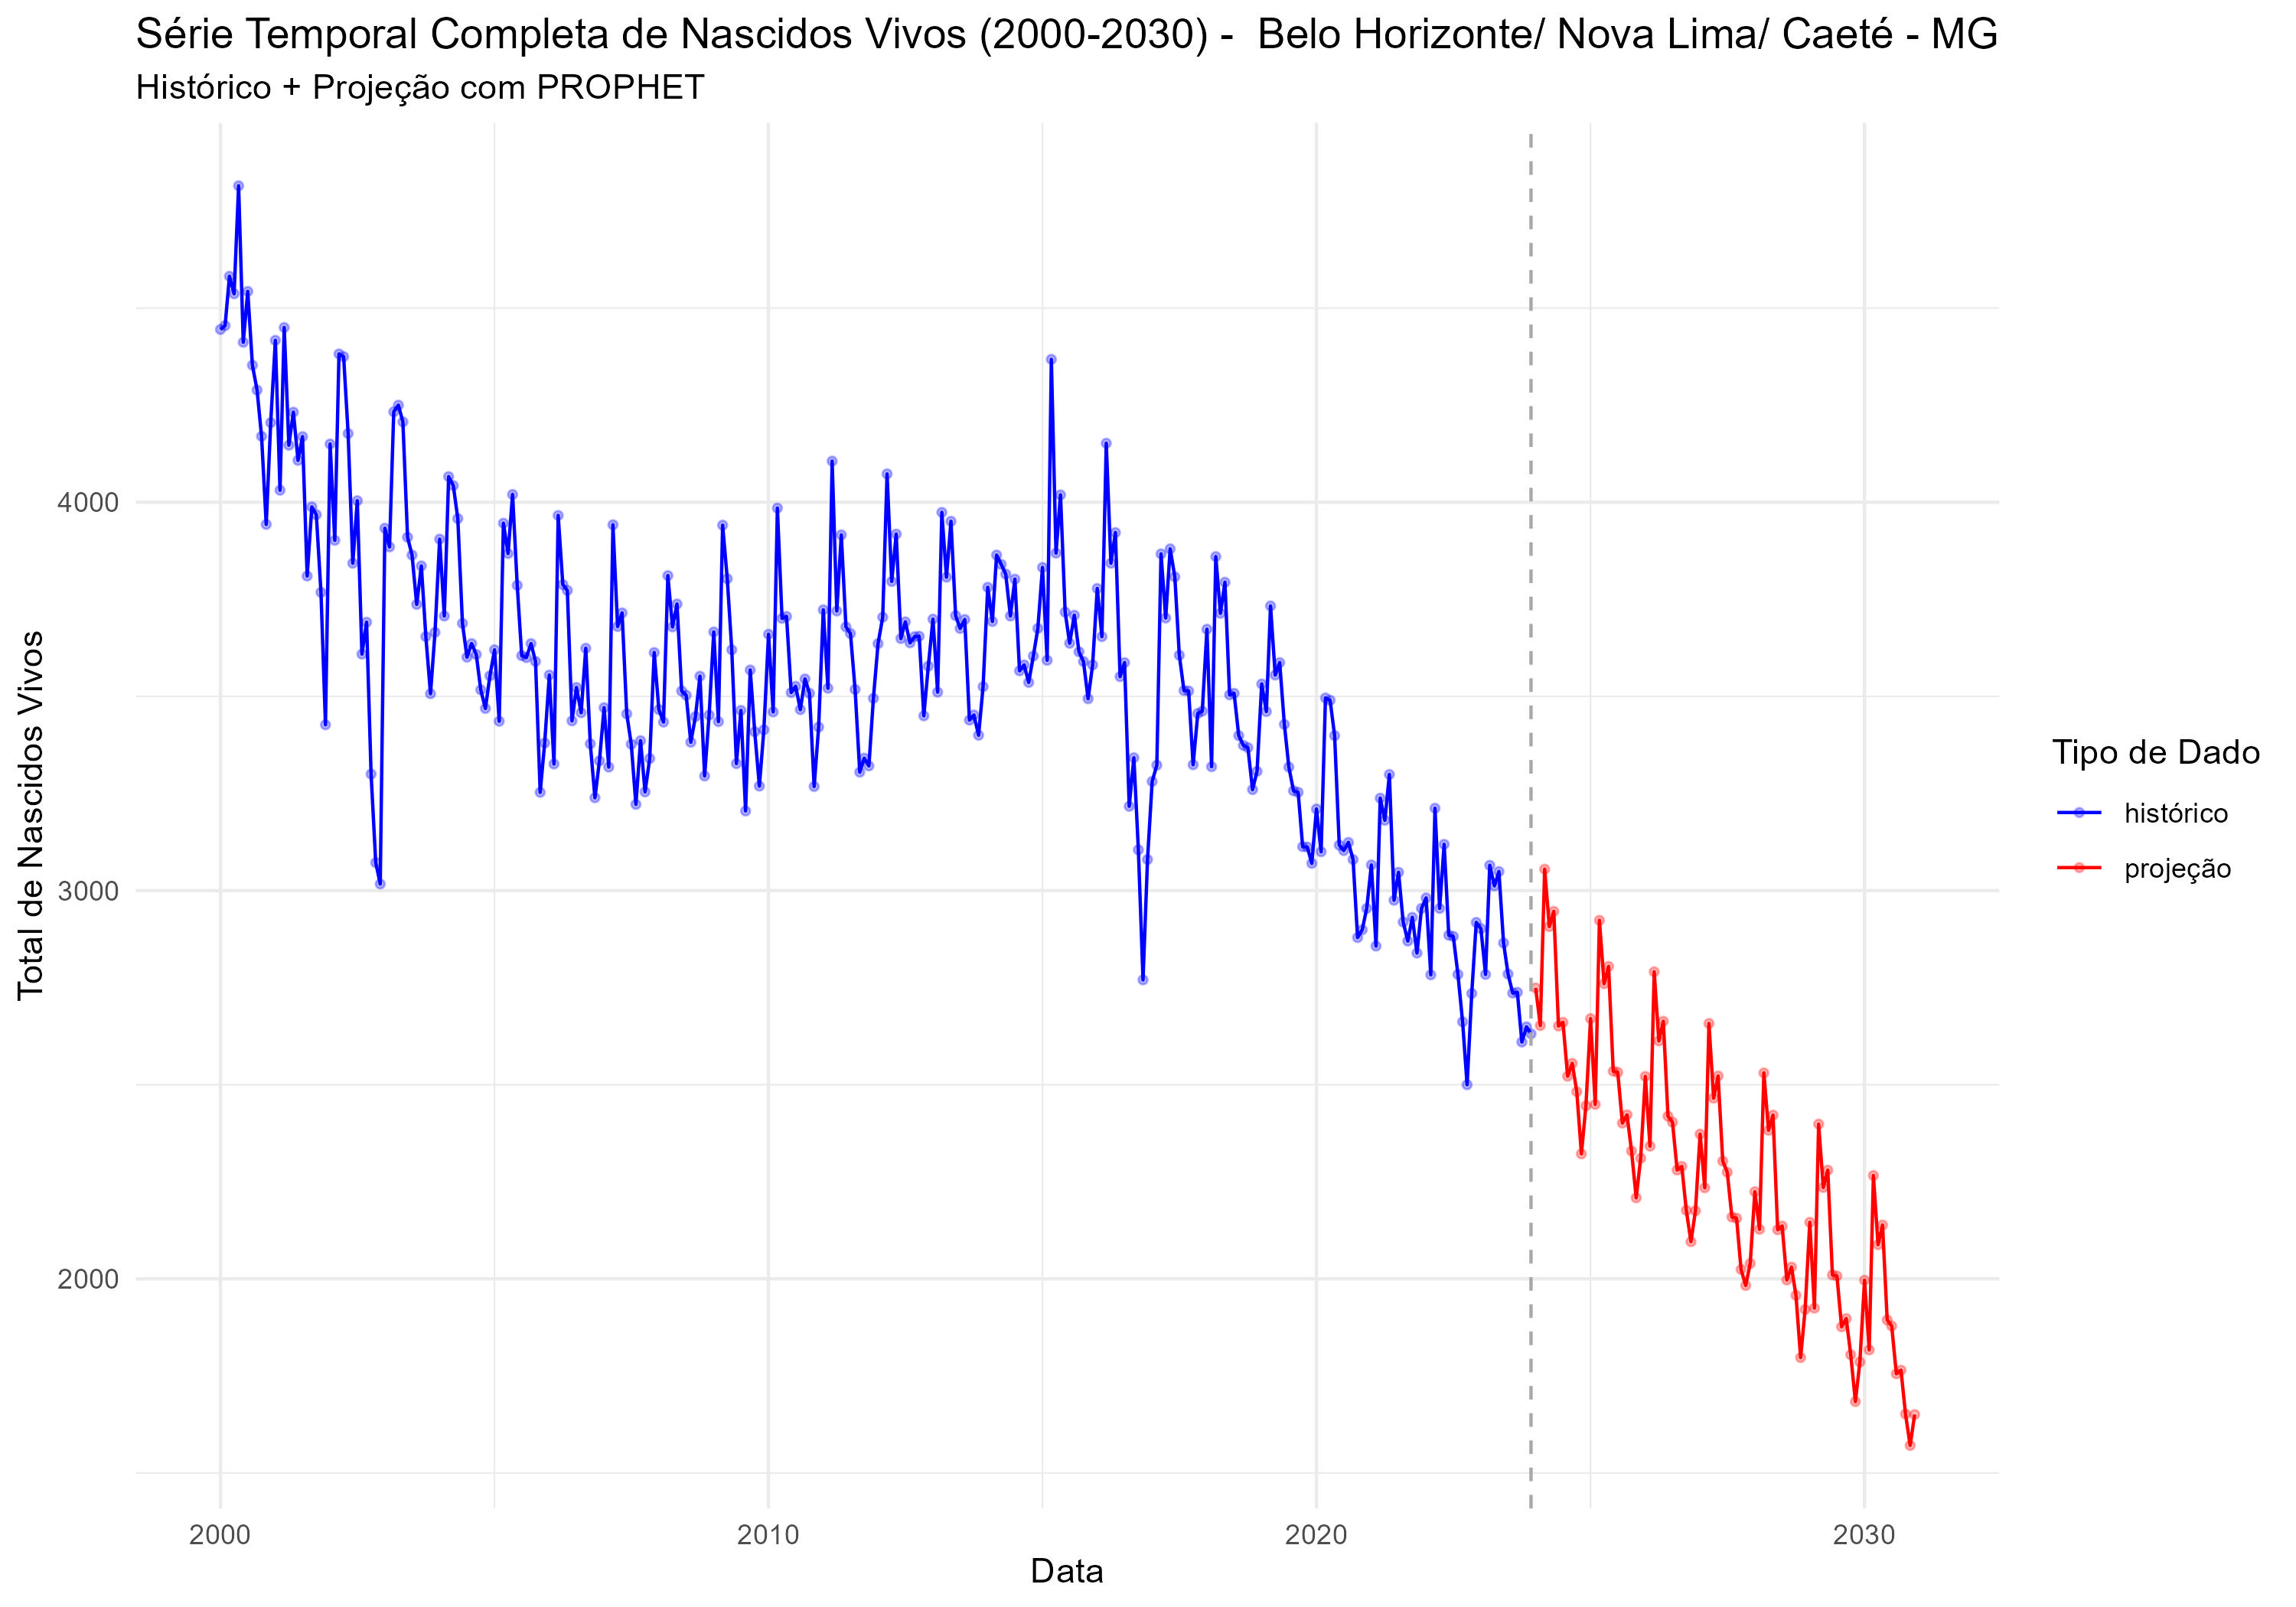 Série Temporal Completa de Nascidos Vivos (2000-2030) -  Belo Horizonte/ Nova Lima/ Caeté - MG
Histórico + Projeção com PROPHET
Total de Nascidos Vivos
4000
3000
2000
2000
2010
2020
2030
Data
Tipo de Dado
histórico
projeção